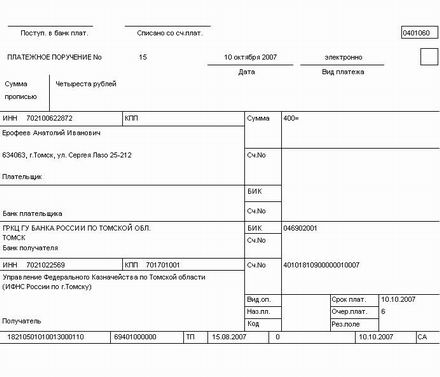 Поступ. в банк плат. Списано со сч.плат. 0401060
ПЛАТЕЖНОЕ ПОРУЧЕНИЕ No 15 10 октября 2007 электронно
Дата Вид платежа
Сумма прописью Четыреста рублей
ИНН 702100622872 КПП Сумма 400=
Ерофеев Анатолий Иванович
634063, г.Томск, ул. Сергея Лазо 25-212 Сч.No
Плательщик
БИК
Банк плательщика Сч.No
ГРКЦ ГУ БАНКА РОССИИ ПО ТОМСКОЙ ОБЛ. БИК 046902001
ТОМСК Сч.No
Банк получателя
ИНН 7021022569 КПП 701701001 Сч.No 40101810900000010007
Управление Федерального Казначейства по Томской области
(ИФНС России по г.Томску)
Вид.оп. Срок плат. 10.10.2007
Наз.пл. Очер.плат. 6
Получатель Код Рез.поле
18210501010013000110 69401000000 ТП 15.08.2007 0 10.10.2007 СА